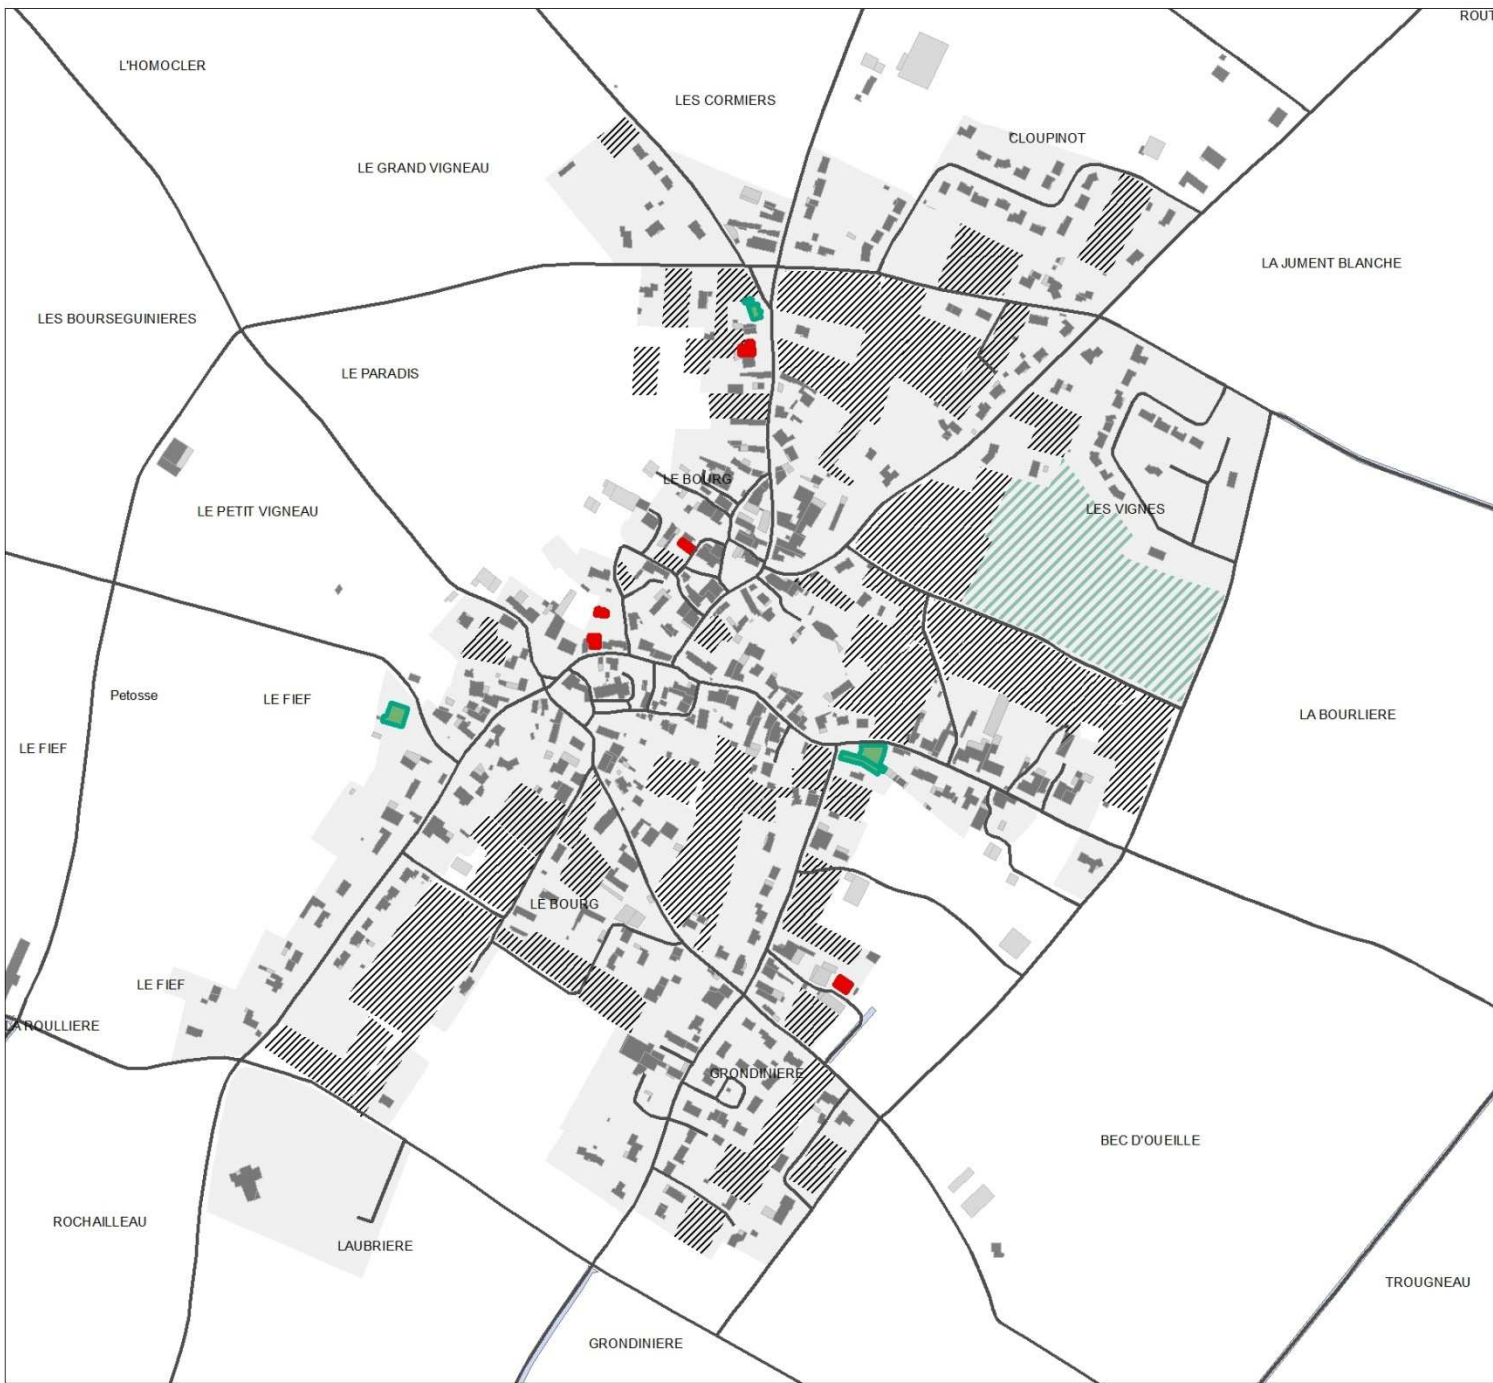 ROUT
L'HOMOCLER
LES CORMIERS
CLOUPINOT
LE GRAND VIGNEAU
LA JUMENT BLANCHE
LES BOURSEGUINIERES
LE PARADIS
LE BOURG
LES VIGNES
LE PETIT VIGNEAU
Petosse
LE FIEF
LA BOURLIERE
LE FIEF
LE BOURG
LE FIEF
LA ROULLIERE
GRONDINIERE
BEC D'OUEILLE
ROCHAILLEAU
LAUBRIERE
TROUGNEAU
GRONDINIERE